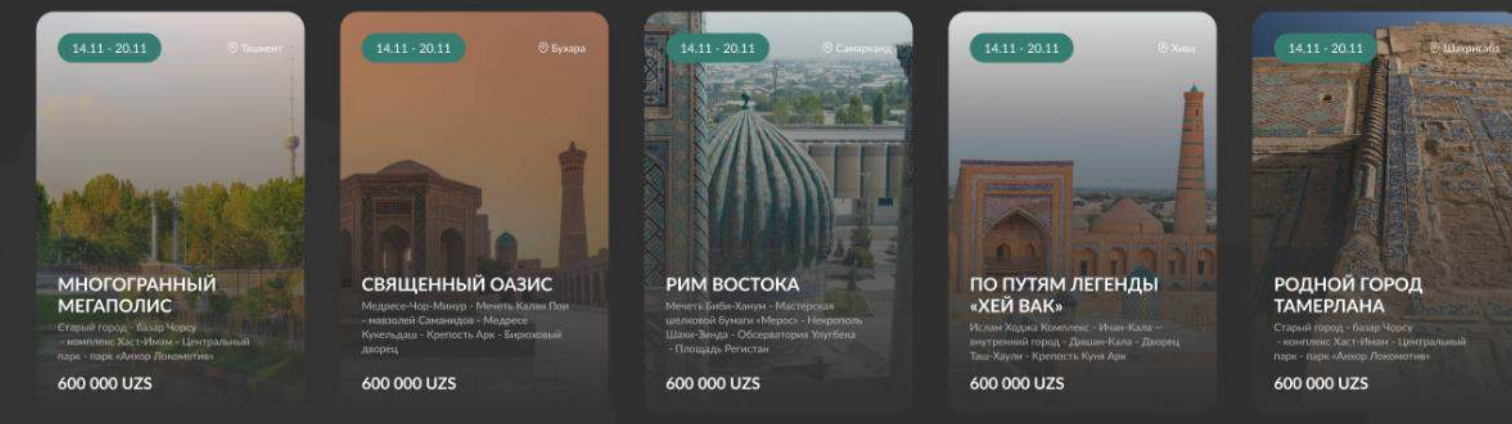 14.11 - 20.11
Ташкент
МНОГОГРАННЫЙ
МЕГАПОЛИС
Старый город - базар Чорсу
- комплекс Хаст-Имам - Центральный
парк - парк «Анхор Локомотив»
600 000 UZS
14.11 - 20.11
Бухара
СВЯЩЕННЫЙ ОАЗИС
Медресе-Чор-Минур - Мечеть Калян Пои
- мавзолей Саманидов - Медресе
Кукельдаш - Крепость Арк - Бирюзовый
дворец
600 000 UZS
14.11 - 20.11
Самарканд
РИМ ВОСТОКА
Мечеть Биби-Ханум - Мастерская
шелковой бумаги «Мерос» - Некрополь
Шахи-Зинда - Обсерватория Улугбека
- Площадь Регистан
600 000 UZS
14.11 - 20.11
Хива
ПО ПУТЯМ ЛЕГЕНДЫ
«ХЕЙ ВАК»
Ислам Ходжа Комплекс - Ичан-Кала —
внутренний город - Дишан-Кала - Дворец
Таш-Хаули - Крепость Куня Арк
600 000 UZS
14.11 - 20.11
Шахрисабз
РОДНОЙ ГОРОД
ТАМЕРЛАНА
Старый город - базар Чорсу
- комплекс Хаст-Имам - Центральный
парк - парк «Анхор Локомотив»
600 000 UZS